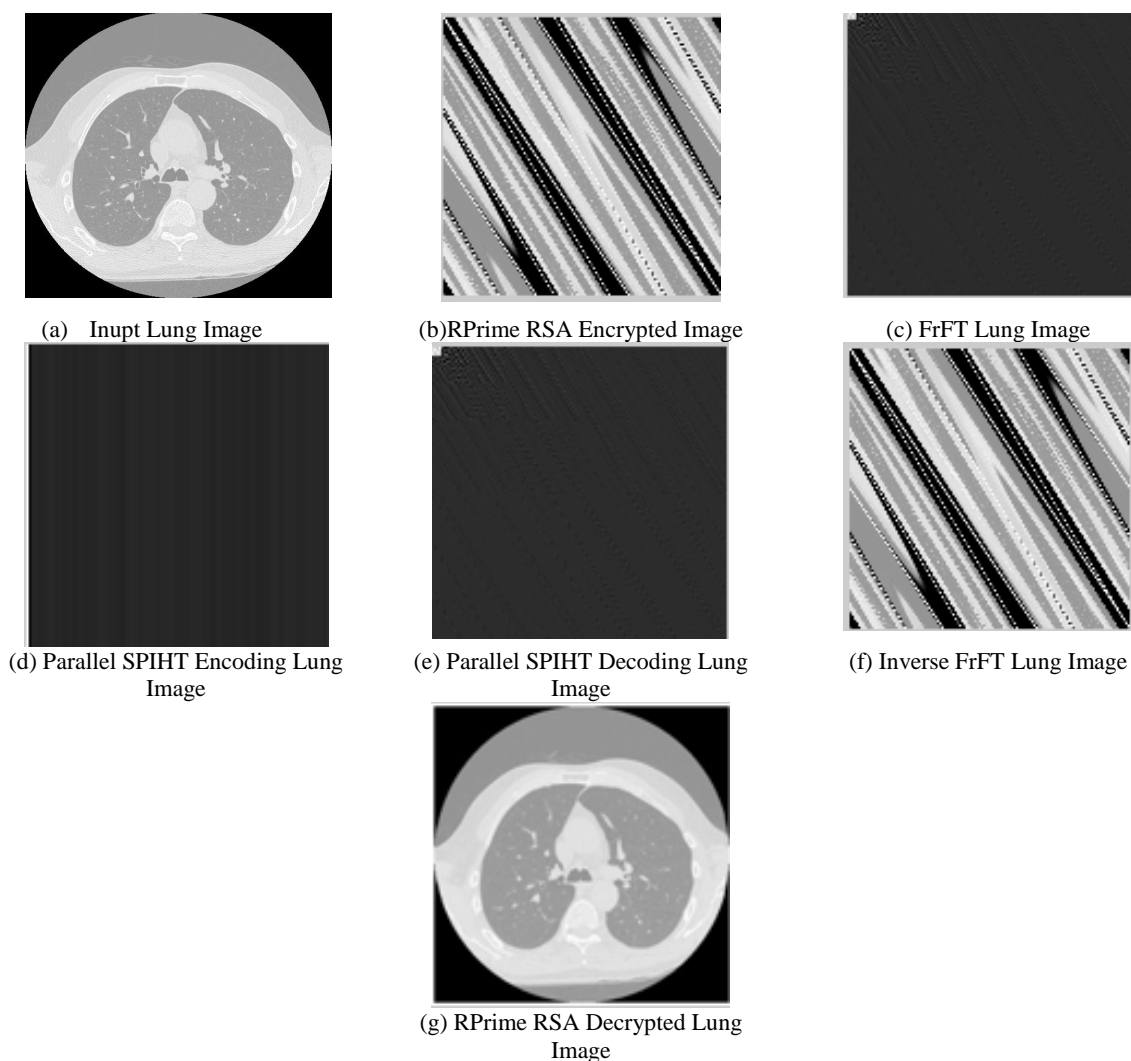 (a) Inupt Lung Image
(b)RPrime RSA Encrypted Image
(c) FrFT Lung Image
(d) Parallel SPIHT Encoding Lung
Image
(e) Parallel SPIHT Decoding Lung
Image
(f) Inverse FrFT Lung Image
(g) RPrime RSA Decrypted Lung
Image